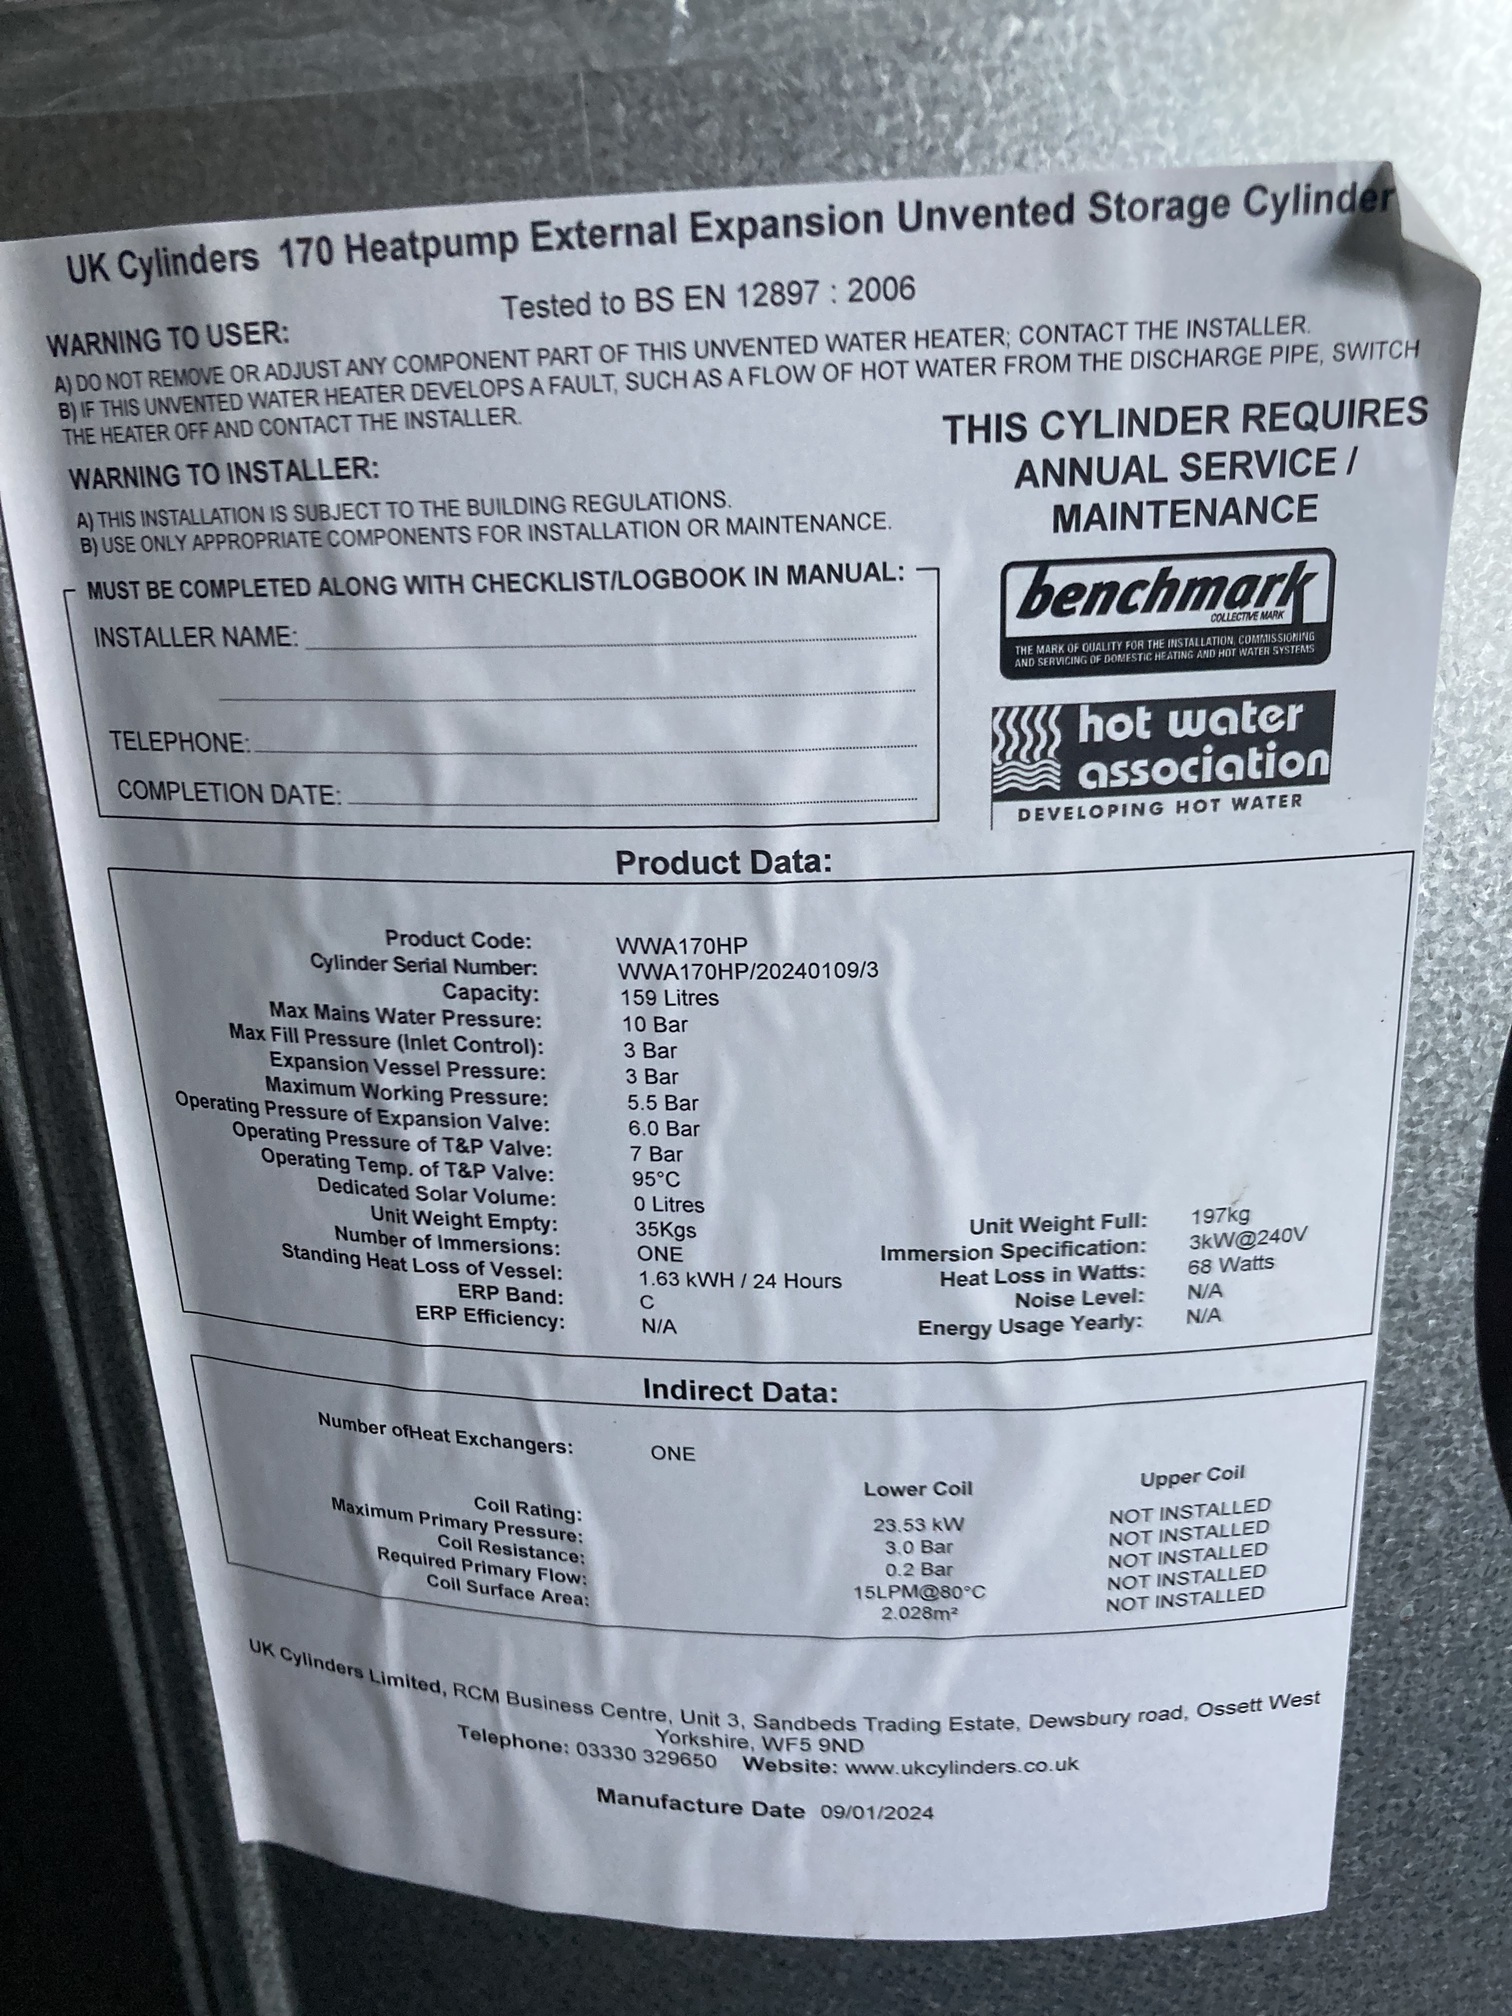 UK Cylinders 170 Heatpump External Expansion Unvented Storage Cylinder
Tested to BS EN 12897 : 2006
WARNING TO USER:
A) DO NOT REMOVE OR ADJUST ANY COMPONENT PART OF THIS UNVENTED WATER HEATER; CONTACT THE INSTALLER.
B) IF THIS UNVENTED WATER HEATER DEVELOPS A FAULT, SUCH AS A FLOW OF HOT WATER FROM THE DISCHARGE PIPE, SWITCH
THE HEATER OFF AND CONTACT THE INSTALLER.
WARNING TO INSTALLER:
A) THIS INSTALLATION IS SUBJECT TO THE BUILDING REGULATIONS.
B) USE ONLY APPROPRIATE COMPONENTS FOR INSTALLATION OR MAINTENANCE.
THIS CYLINDER REQUIRES
ANNUAL SERVICE /
MAINTENANCE
MUST BE COMPLETED ALONG WITH CHECKLIST/LOGBOOK IN MANUAL:
INSTALLER NAME:
TELEPHONE:
COMPLETION DATE:
benchmark
COLLECTIVE MARK
THE MARK OF QUALITY FOR THE INSTALLATION, COMMISSIONING
AND SERVICING OF DOMESTIC HEATING AND HOT WATER SYSTEMS
hot water
association
DEVELOPING HOT WATER
Product Data:
Product Code: WWA170HP
Cylinder Serial Number: WWA170HP/20240109/3
Capacity: 159 Litres
Max Mains Water Pressure: 10 Bar
Max Fill Pressure (Inlet Control): 3 Bar
Expansion Vessel Pressure: 3 Bar
Maximum Working Pressure: 5.5 Bar
Operating Pressure of Expansion Valve: 6.0 Bar
Operating Pressure of T&P Valve: 7 Bar
Operating Temp. of T&P Valve: 95°C
Dedicated Solar Volume: 0 Litres
Unit Weight Empty: 35Kgs Unit Weight Full: 197kg
Number of Immersions: ONE Immersion Specification: 3kW@240V
Standing Heat Loss of Vessel: 1.63 kWH / 24 Hours Heat Loss in Watts: 68 Watts
ERP Band: C Noise Level: N/A
ERP Efficiency: N/A Energy Usage Yearly: N/A
Indirect Data:
Number ofHeat Exchangers: ONE
Lower Coil Upper Coil
Coil Rating: 23.53 kW NOT INSTALLED
Maximum Primary Pressure: 3.0 Bar NOT INSTALLED
Coil Resistance: 0.2 Bar NOT INSTALLED
Required Primary Flow: 15LPM@80°C NOT INSTALLED
Coil Surface Area: 2.028m² NOT INSTALLED
UK Cylinders Limited, RCM Business Centre, Unit 3, Sandbeds Trading Estate, Dewsbury road, Ossett West
Yorkshire, WF5 9ND
Telephone: 03330 329650 Website: www.ukcylinders.co.uk
Manufacture Date 09/01/2024